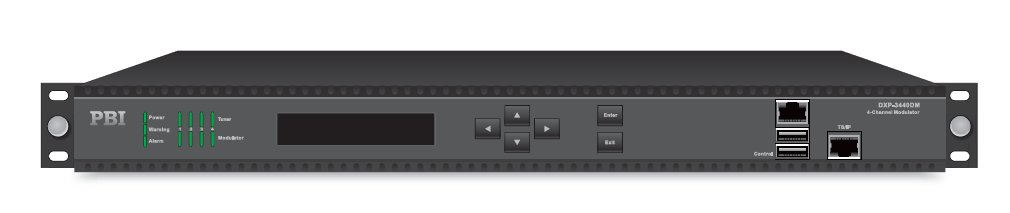 PBI
Power
Warning
Alarm
1 2 3 4
Tuner
Modulator
Enter
Exit
Control
TS/IP
DXP-3440DM
4-Channel Modulator